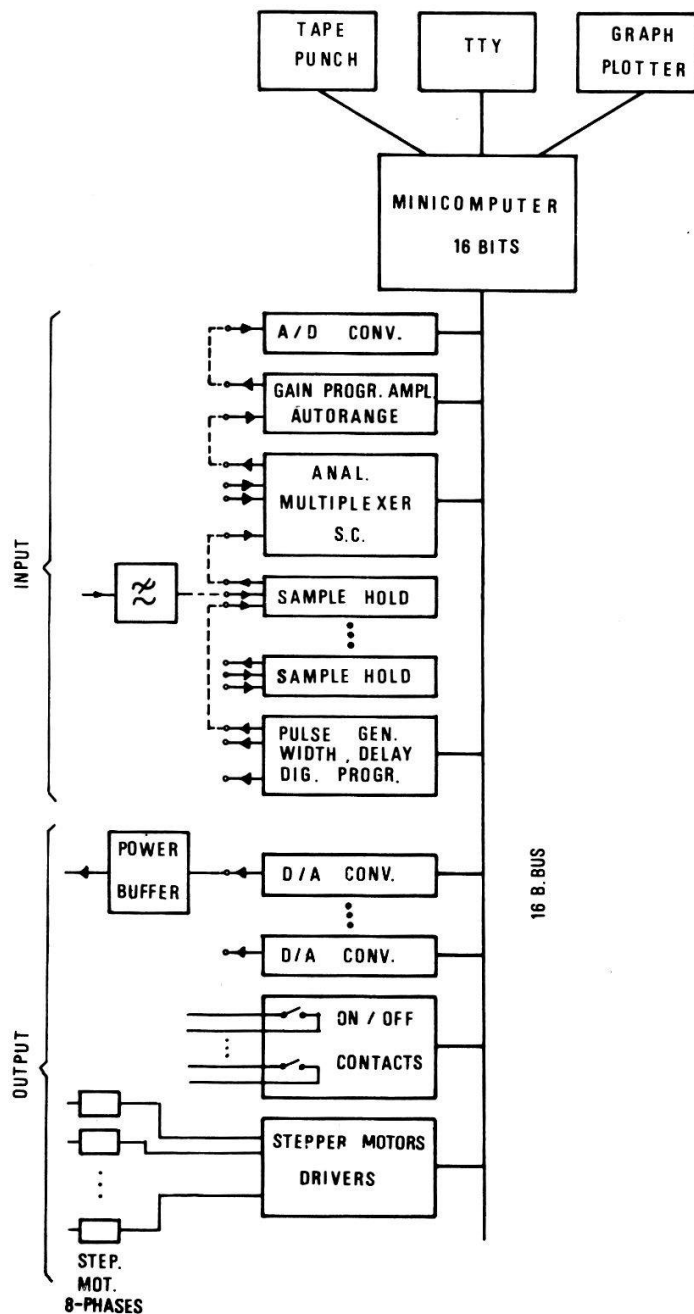 TAPE
PUNCH
TTY
GRAPH
PLOTTER
MINICOMPUTER
16 BITS
INPUT
A/D CONV.
GAIN PROGR. AMPL.
AUTORANGE
ANAL.
MULTIPLEXER
S.C.
SAMPLE HOLD
SAMPLE HOLD
PULSE GEN.
WIDTH, DELAY
DIG. PROGR.
16 B. BUS
OUTPUT
POWER
BUFFER
D/A CONV.
D/A CONV.
ON / OFF
CONTACTS
STEPPER MOTORS
DRIVERS
STEP.
MOT.
8-PHASES